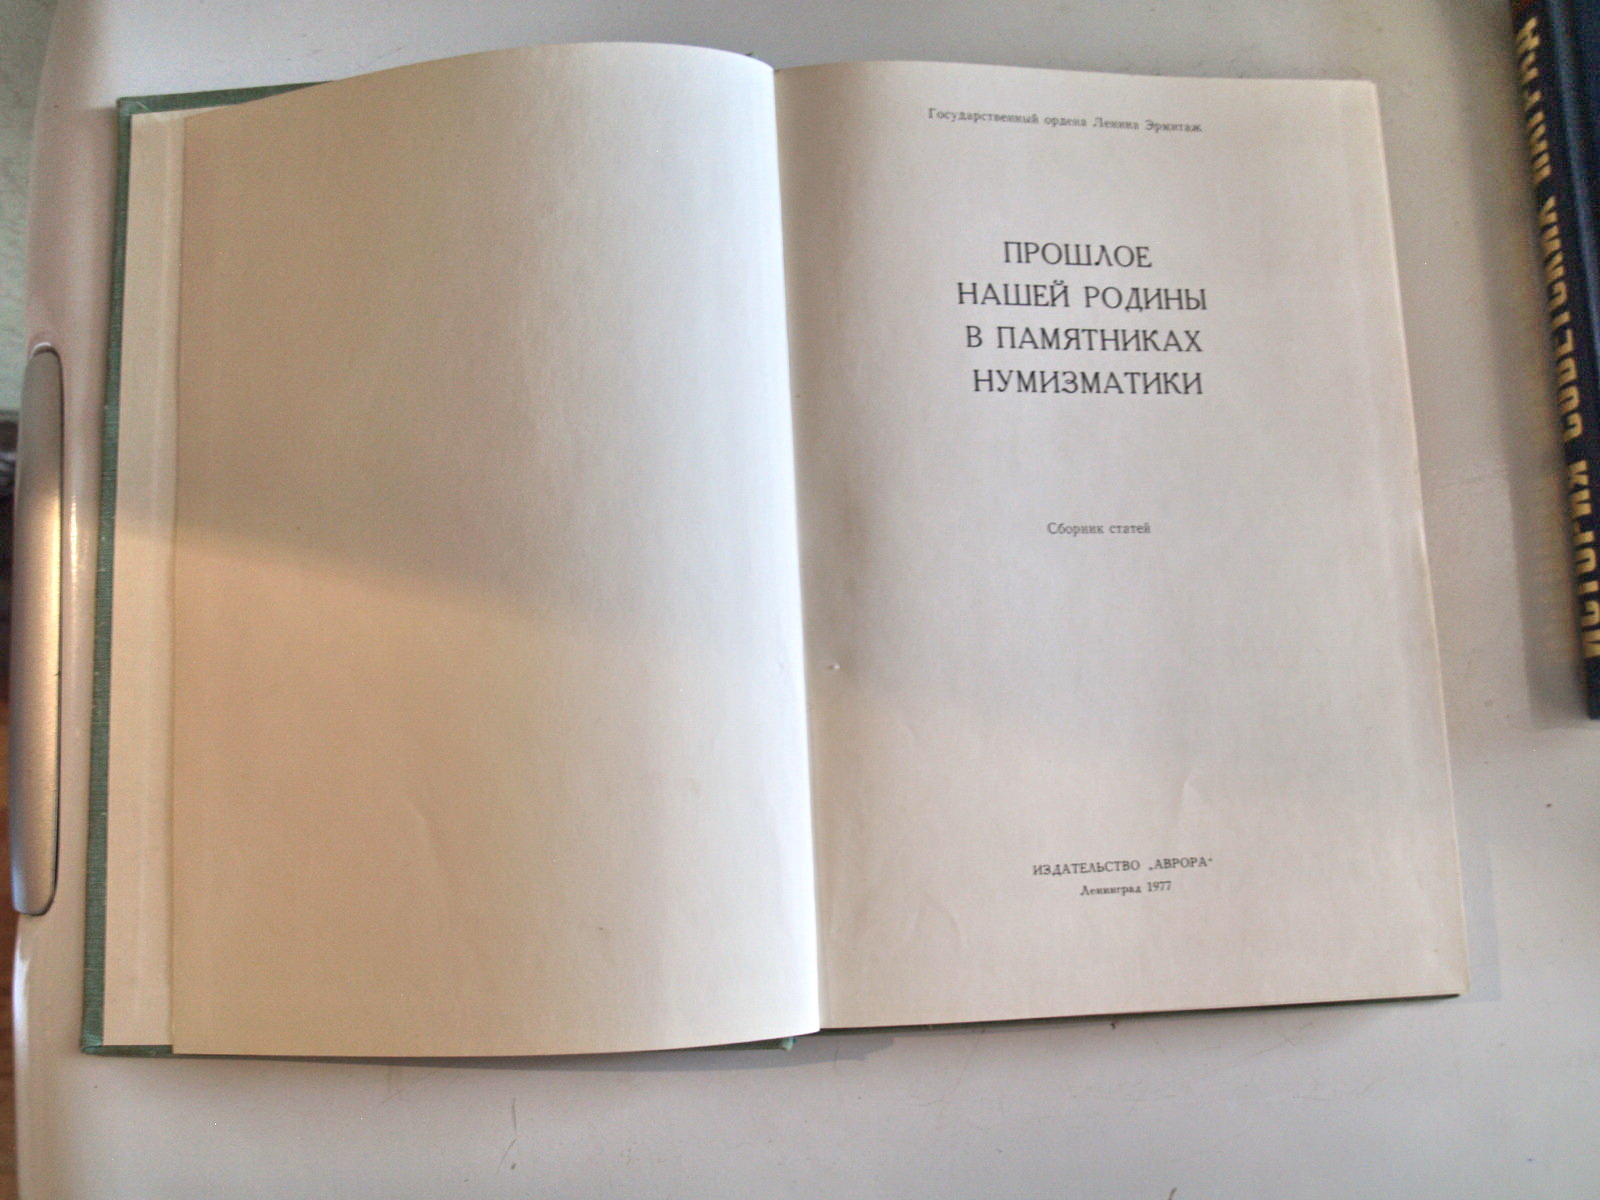 Государственный ордена Ленина Эрмитаж
ПРОШЛОЕ
НАШЕЙ РОДИНЫ
В ПАМЯТНИКАХ
НУМИЗМАТИКИ
Сборник статей
ИЗДАТЕЛЬСТВО „АВРОРА“
Ленинград 1977